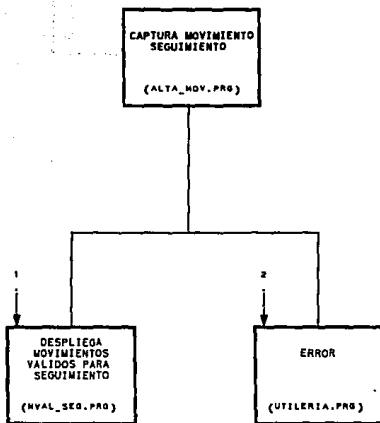 CAPTURA MOVIMIENTO
SEGUIMIENTO
(ALTA_MOV.PRG)
1
2
DESPLIEGA
MOVIMIENTOS
VALIDOS PARA
SEGUIMIENTO
(MVAL_SEG.PRG)
ERROR
(UTILERIA.PRG)